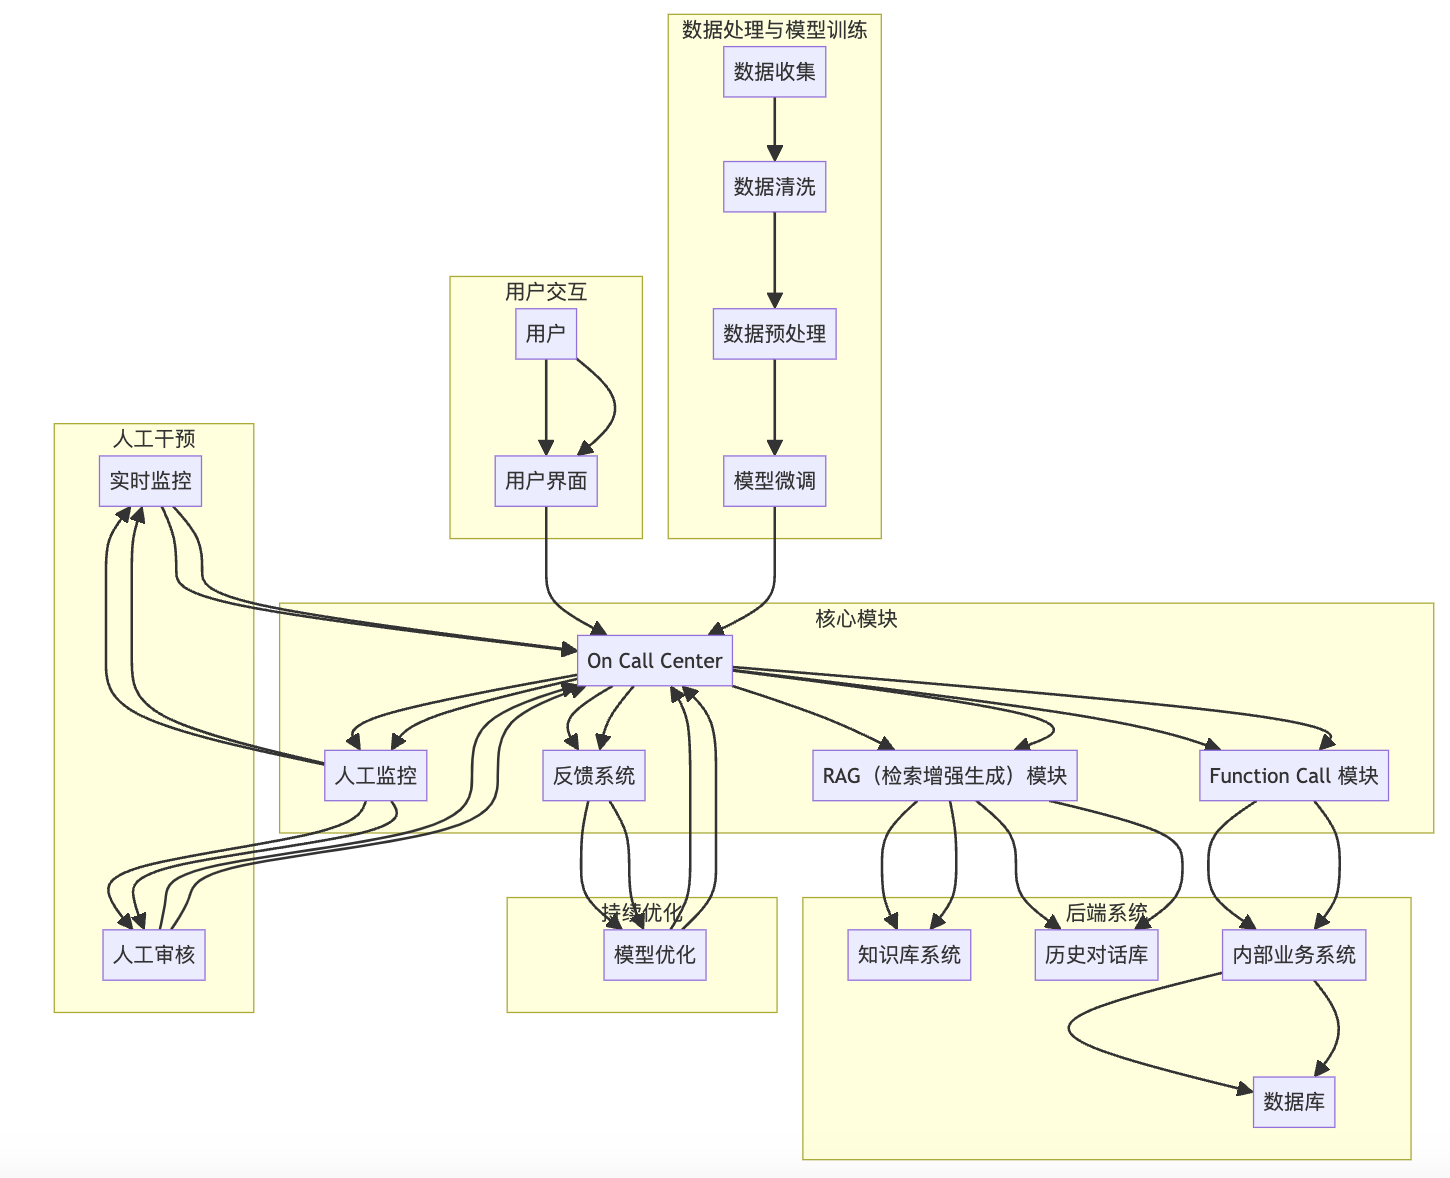 数据处理与模型训练
数据收集
数据清洗
用户交互
用户
数据预处理
人工干预
实时监控
用户界面
模型微调
核心模块
On Call Center
人工监控
反馈系统
RAG（检索增强生成）模块
Function Call 模块
持续优化
后端系统
人工审核
模型优化
知识库系统
历史对话库
内部业务系统
数据库